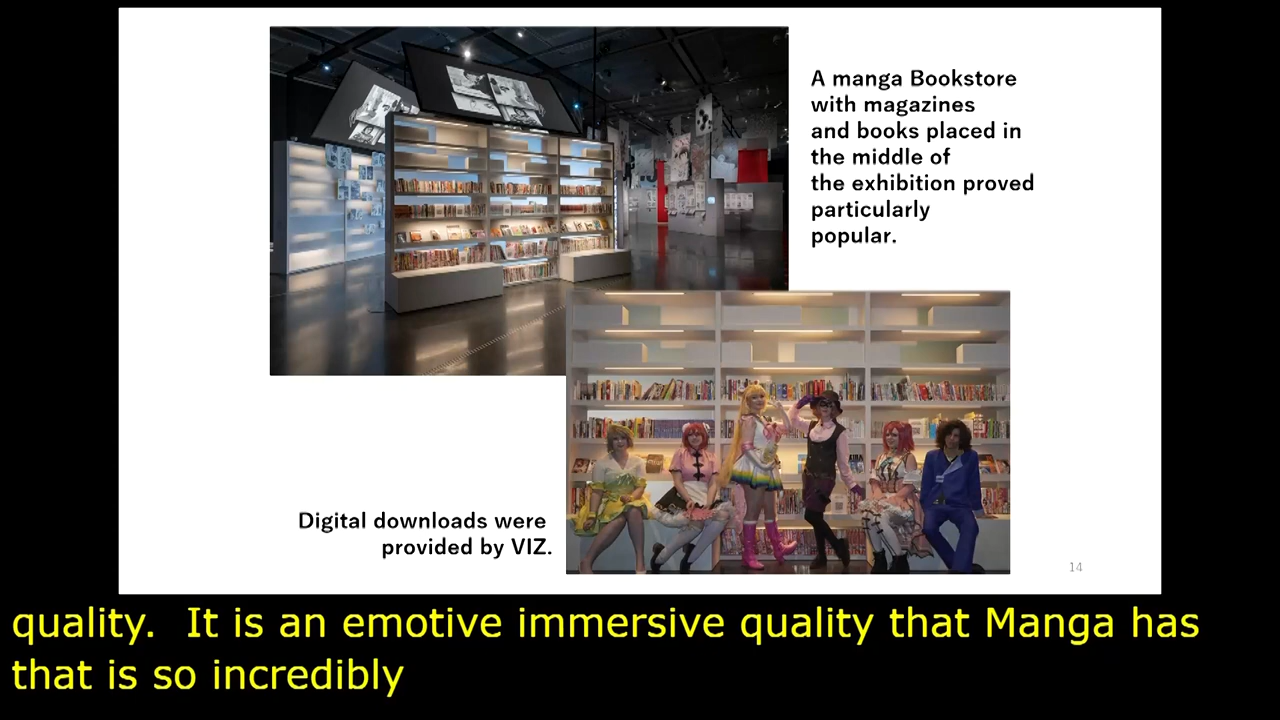 A manga Bookstore
with magazines
and books placed in
the middle of
the exhibition proved
particularly
popular.
Digital downloads were
provided by VIZ.
14
quality.  It is an emotive immersive quality that Manga has
that is so incredibly